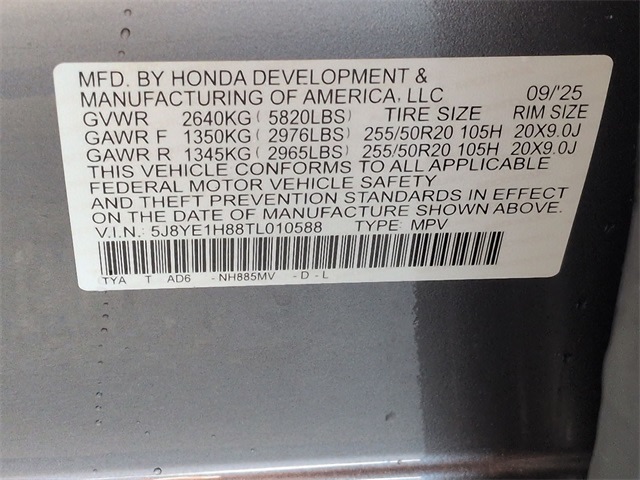 MFD. BY HONDA DEVELOPMENT &
MANUFACTURING OF AMERICA, LLC 09/'25
GVWR 2640KG ( 5820LBS) TIRE SIZE RIM SIZE
GAWR F 1350KG ( 2976LBS) 255/50R20 105H 20X9.0J
GAWR R 1345KG ( 2965LBS) 255/50R20 105H 20X9.0J
THIS VEHICLE CONFORMS TO ALL APPLICABLE
FEDERAL MOTOR VEHICLE SAFETY
AND THEFT PREVENTION STANDARDS IN EFFECT
ON THE DATE OF MANUFACTURE SHOWN ABOVE.
V.I.N.: 5J8YE1H88TL010588 TYPE: MPV
TYA T AD6 - NH885MV - D - L